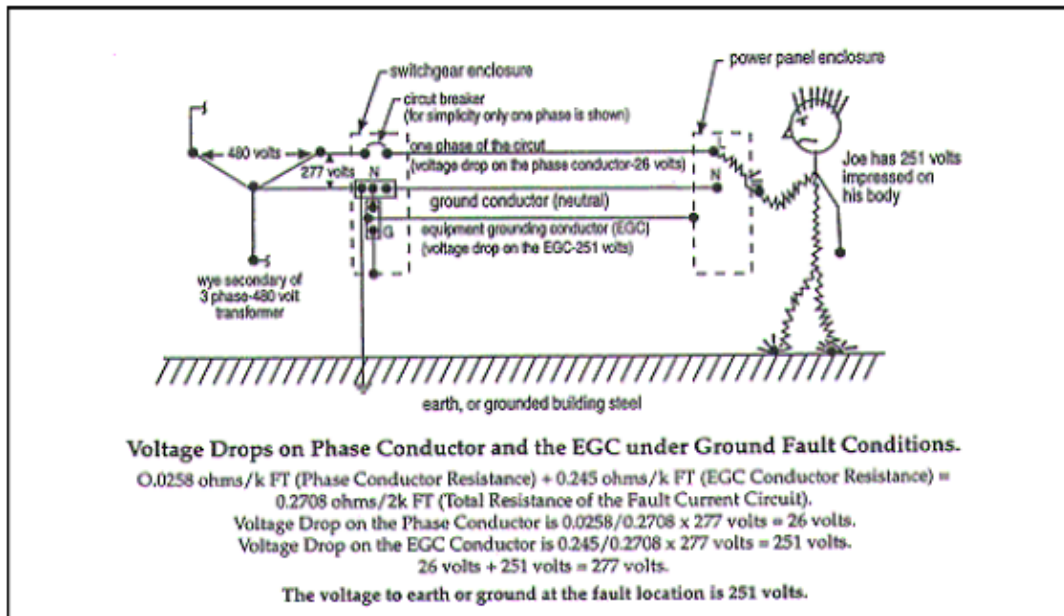 switchgear enclosure
power panel enclosure
circut breaker
(for simplicity only one phase is shown)
480 volts
277 volts
N
one phase of the circut
(voltage drop on the phase conductor-26 volts)
L
N
Joe has 251 volts
impressed on
his body
ground conductor (neutral)
G
equipment grounding conductor (EGC)
(voltage drop on the EGC-251 volts)
wye secondary of
3 phase-480 volt
transformer
earth, or grounded building steel
Voltage Drops on Phase Conductor and the EGC under Ground Fault Conditions.
O.0258 ohms/k FT (Phase Conductor Resistance) + 0.245 ohms/k FT (EGC Conductor Resistance) =
0.2708 ohms/2k FT (Total Resistance of the Fault Current Circuit).
Voltage Drop on the Phase Conductor is 0.0258/0.2708 x 277 volts = 26 volts.
Voltage Drop on the EGC Conductor is 0.245/0.2708 x 277 volts = 251 volts.
26 volts + 251 volts = 277 volts.
The voltage to earth or ground at the fault location is 251 volts.